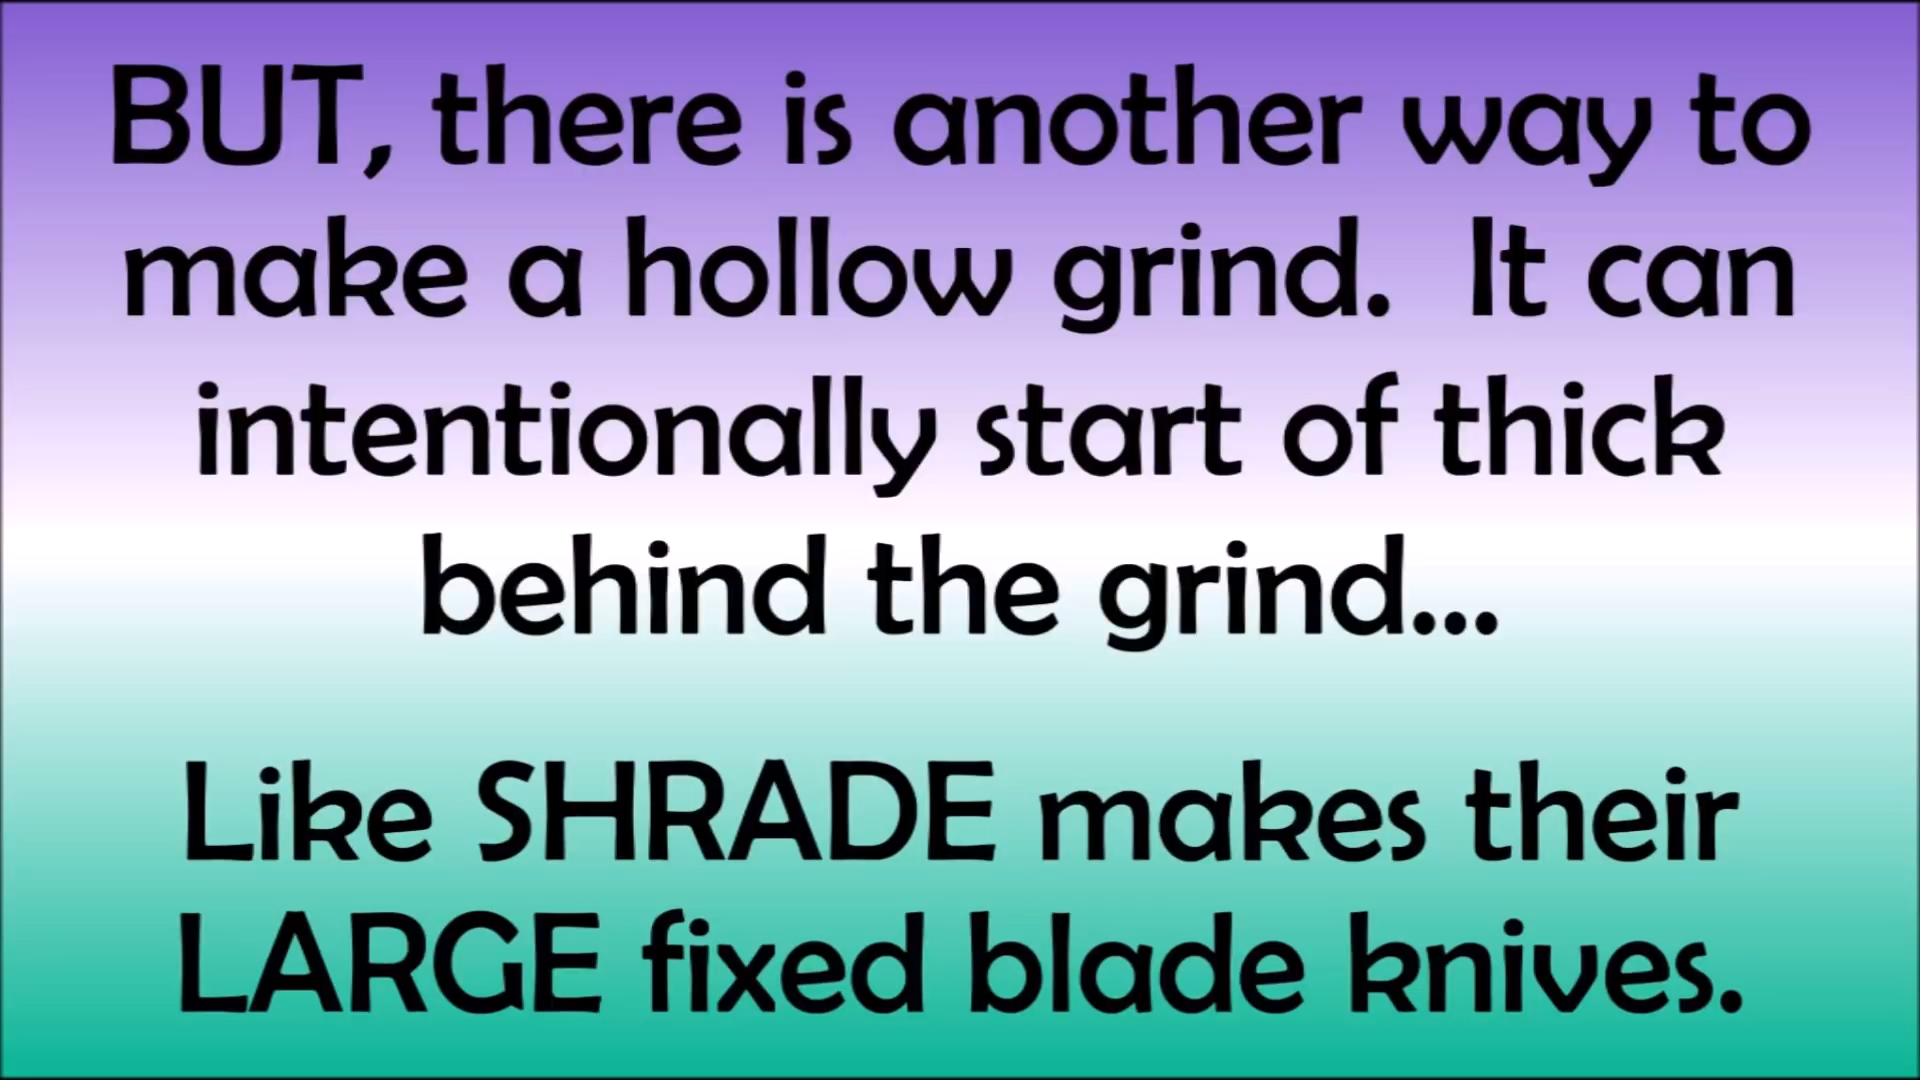 BUT, there is another way to
make a hollow grind.  It can
intentionally start of thick
behind the grind...
Like SHRADE makes their
LARGE fixed blade knives.